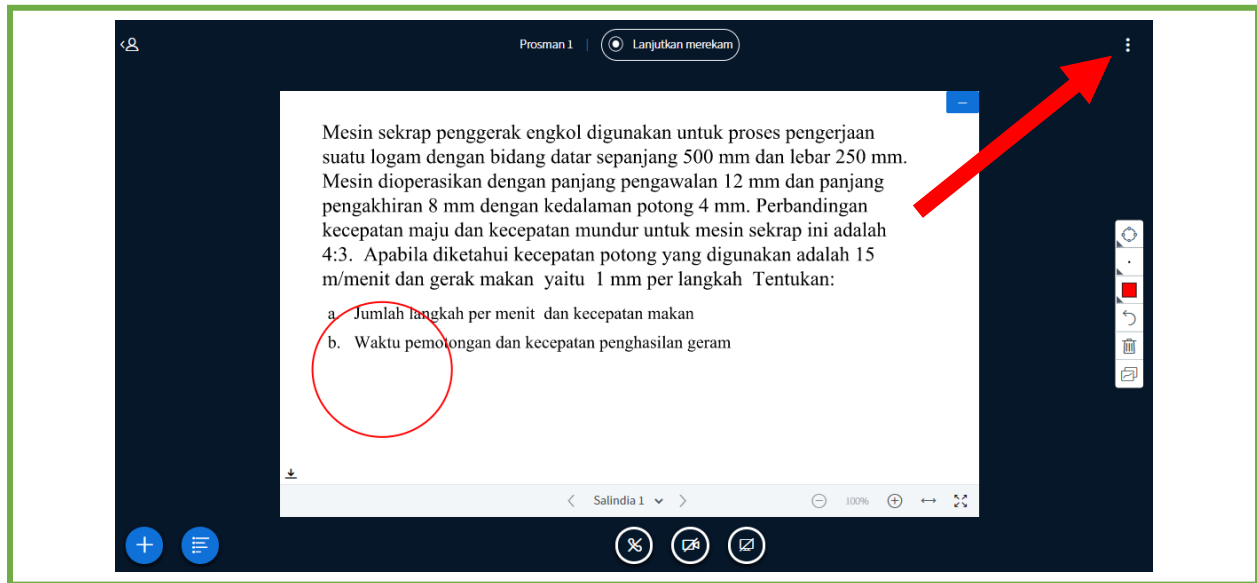 Prosman 1 | Lanjutkan merekam
Mesin sekrap penggerak engkol digunakan untuk proses pengerjaan
suatu logam dengan bidang datar sepanjang 500 mm dan lebar 250 mm.
Mesin dioperasikan dengan panjang pengawalan 12 mm dan panjang
pengakhiran 8 mm dengan kedalaman potong 4 mm. Perbandingan
kecepatan maju dan kecepatan mundur untuk mesin sekrap ini adalah
4:3. Apabila diketahui kecepatan potong yang digunakan adalah 15
m/menit dan gerak makan yaitu 1 mm per langkah Tentukan:
a. Jumlah langkah per menit dan kecepatan makan
b. Waktu pemotongan dan kecepatan penghasilan geram
Salindia 1
100%